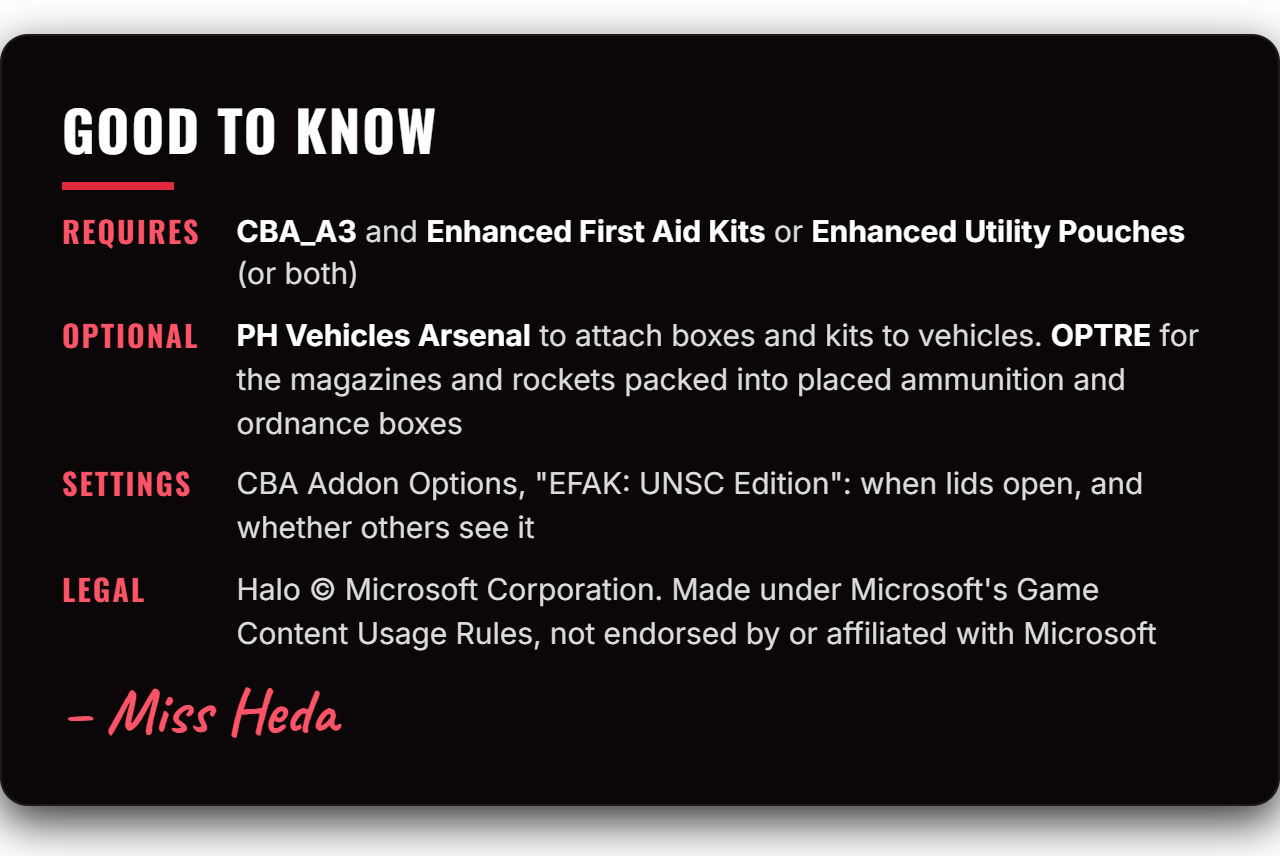 GOOD TO KNOW
REQUIRES CBA_A3 and Enhanced First Aid Kits or Enhanced Utility Pouches
(or both)
OPTIONAL PH Vehicles Arsenal to attach boxes and kits to vehicles. OPTRE for
the magazines and rockets packed into placed ammunition and
ordnance boxes
SETTINGS CBA Addon Options, "EFAK: UNSC Edition": when lids open, and
whether others see it
LEGAL Halo © Microsoft Corporation. Made under Microsoft's Game
Content Usage Rules, not endorsed by or affiliated with Microsoft
– Miss Heda